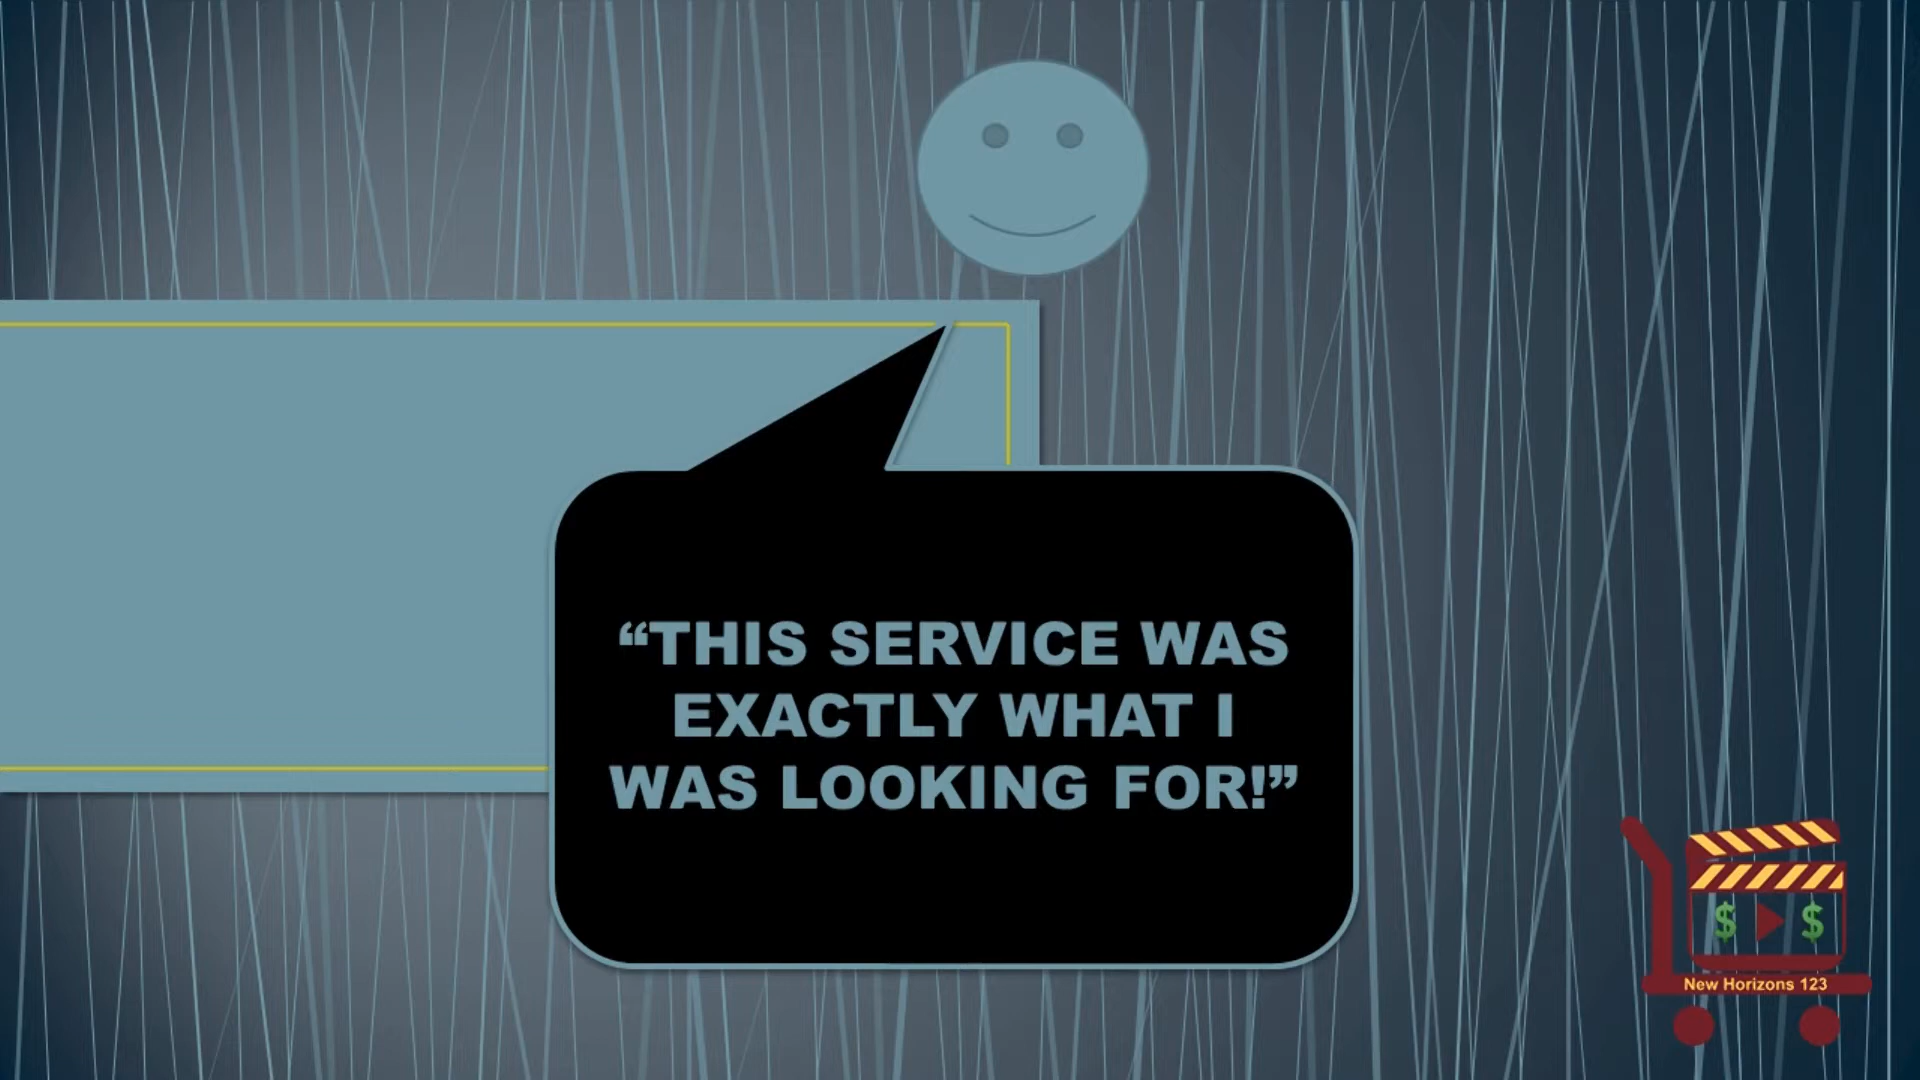 “THIS SERVICE WAS
EXACTLY WHAT I
WAS LOOKING FOR!”
$ $
New Horizons 123